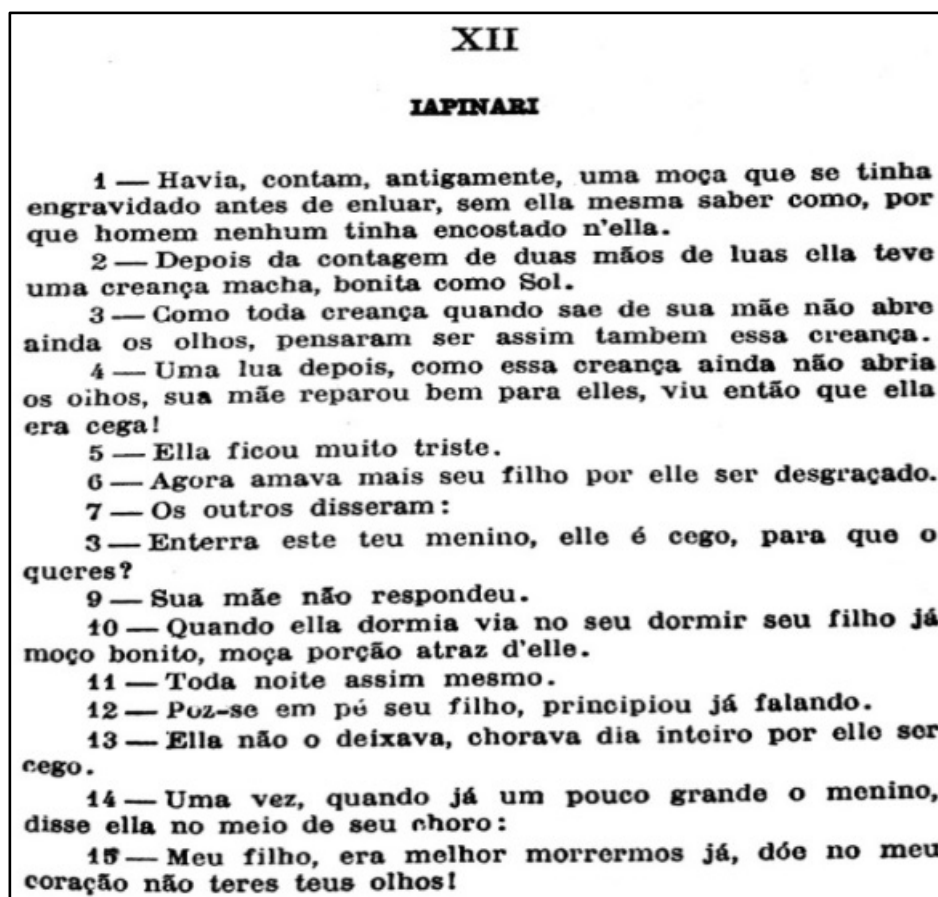 XII
IAPINARI
1 — Havia, contam, antigamente, uma moça que se tinha
engravidado antes de enluar, sem ella mesma saber como, por
que homem nenhum tinha encostado n'ella.
2 — Depois da contagem de duas mãos de luas ella teve
uma creança macha, bonita como Sol.
3 — Como toda creança quando sae de sua mãe não abre
ainda os olhos, pensaram ser assim tambem essa creança.
4 — Uma lua depois, como essa creança ainda não abria
os oihos, sua mãe reparou bem para elles, viu então que ella
era cega!
5 — Ella ficou muito triste.
6 — Agora amava mais seu filho por elle ser desgraçado.
7 — Os outros disseram:
3 — Enterra este teu menino, elle é cego, para que o
queres?
9 — Sua mãe não respondeu.
10 — Quando ella dormia via no seu dormir seu filho já
moço bonito, moça porção atraz d'elle.
11 — Toda noite assim mesmo.
12 — Poz-se em pé seu filho, principiou já falando.
13 — Ella não o deixava, chorava dia inteiro por elle ser
cego.
14 — Uma vez, quando já um pouco grande o menino,
disse ella no meio de seu choro:
15 — Meu filho, era melhor morrermos já, dóe no meu
coração não teres teus olhos!